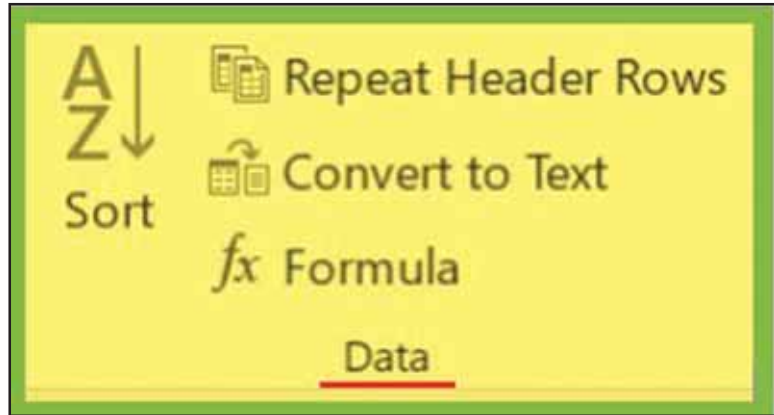 A
Z
Sort
Repeat Header Rows
Convert to Text
fx Formula
Data